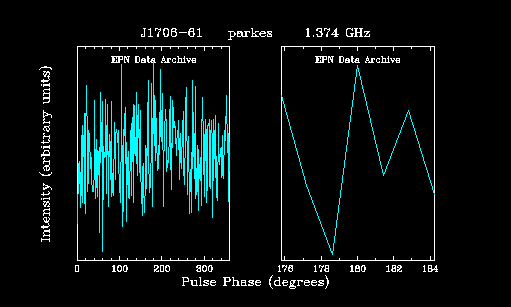 J1706-61 parkes 1.374 GHz
EPN Data Archive EPN Data Archive
Intensity (arbitrary units)
0 100 200 300 176 178 180 182 184
Pulse Phase (degrees)